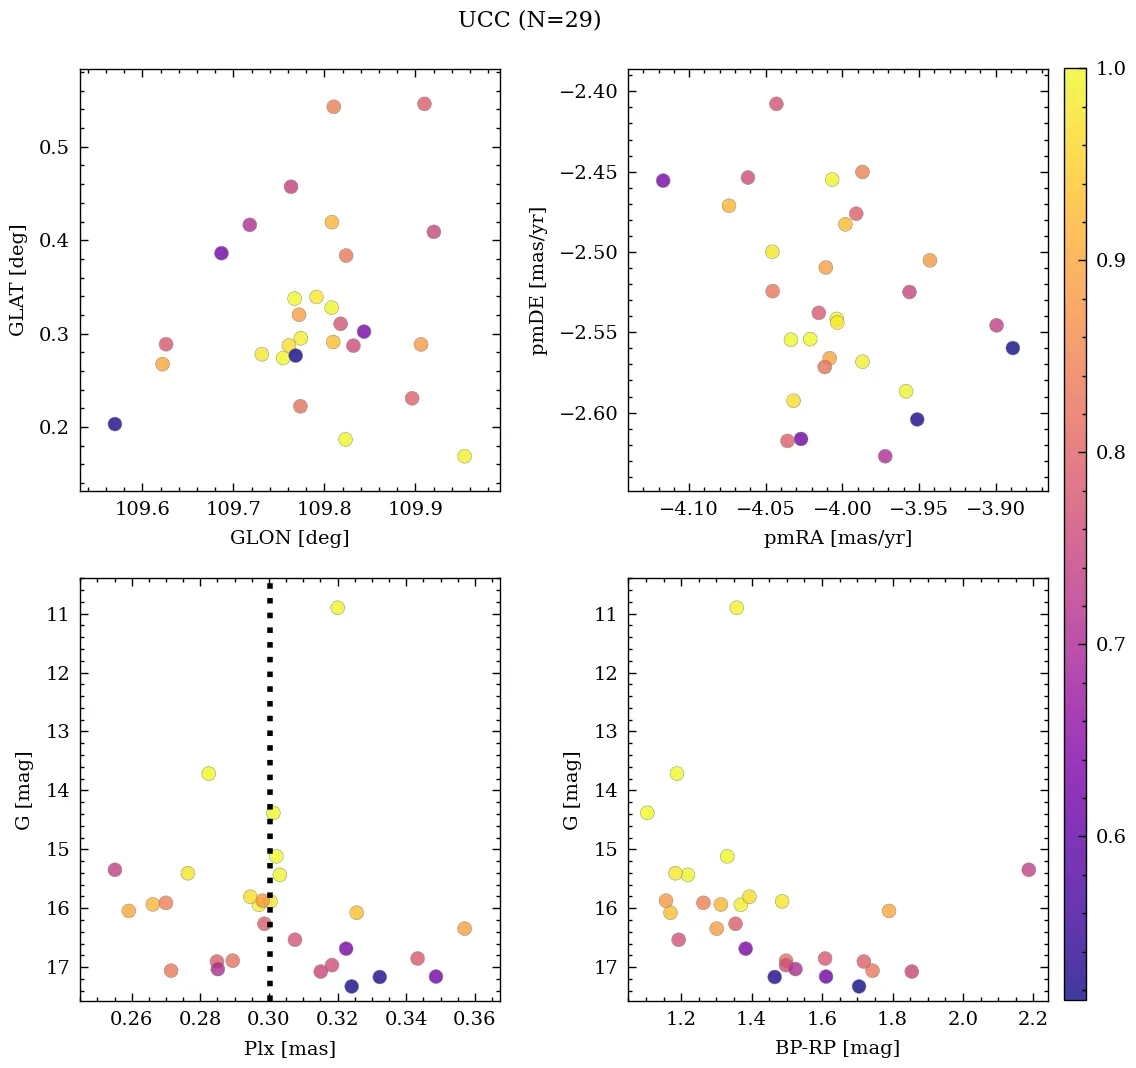 UCC (N=29)
0.5
0.4
0.3
0.2
GLAT [deg]
109.6 109.7 109.8 109.9
GLON [deg]
−2.40
−2.45
−2.50
−2.55
−2.60
pmDE [mas/yr]
−4.10 −4.05 −4.00 −3.95 −3.90
pmRA [mas/yr]
11
12
13
14
15
16
17
G [mag]
0.26 0.28 0.30 0.32 0.34 0.36
Plx [mas]
11
12
13
14
15
16
17
G [mag]
1.2 1.4 1.6 1.8 2.0 2.2
BP-RP [mag]
1.0
0.9
0.8
0.7
0.6